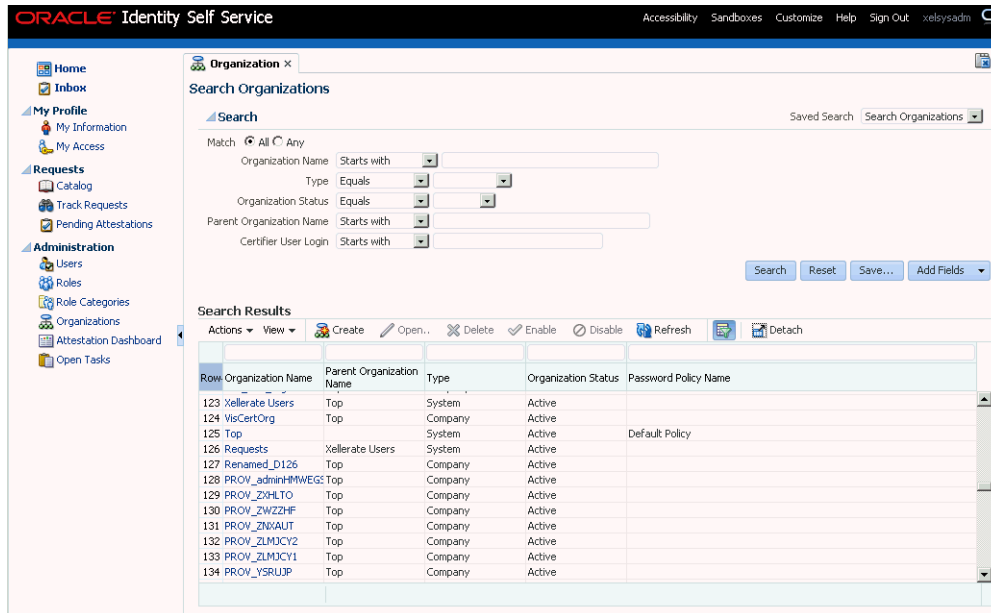 ORACLE Identity Self Service
Accessibility Sandboxes Customize Help Sign Out xelsysadm
Home
Inbox
My Profile
My Information
My Access
Requests
Catalog
Track Requests
Pending Attestations
Administration
Users
Roles
Role Categories
Organizations
Attestation Dashboard
Open Tasks
Organization ×
Search Organizations
Search
Saved Search Search Organizations
Match All Any
Organization Name Starts with
Type Equals
Organization Status Equals
Parent Organization Name Starts with
Certifier User Login Starts with
Search Reset Save... Add Fields
Search Results
Actions View Create Open.. Delete Enable Disable Refresh Detach
Row Organization Name Parent Organization Name Type Organization Status Password Policy Name
123 Xellerate Users Top System Active
124 VisCertOrg Top Company Active
125 Top System Active Default Policy
126 Requests Xellerate Users System Active
127 Renamed_D126 Top Company Active
128 PROV_adminHMWEGS Top Company Active
129 PROV_ZXHLTO Top Company Active
130 PROV_ZWZZHF Top Company Active
131 PROV_ZNXAUT Top Company Active
132 PROV_ZLMJCY2 Top Company Active
133 PROV_ZLMJCY1 Top Company Active
134 PROV_YSRUJP Top Company Active